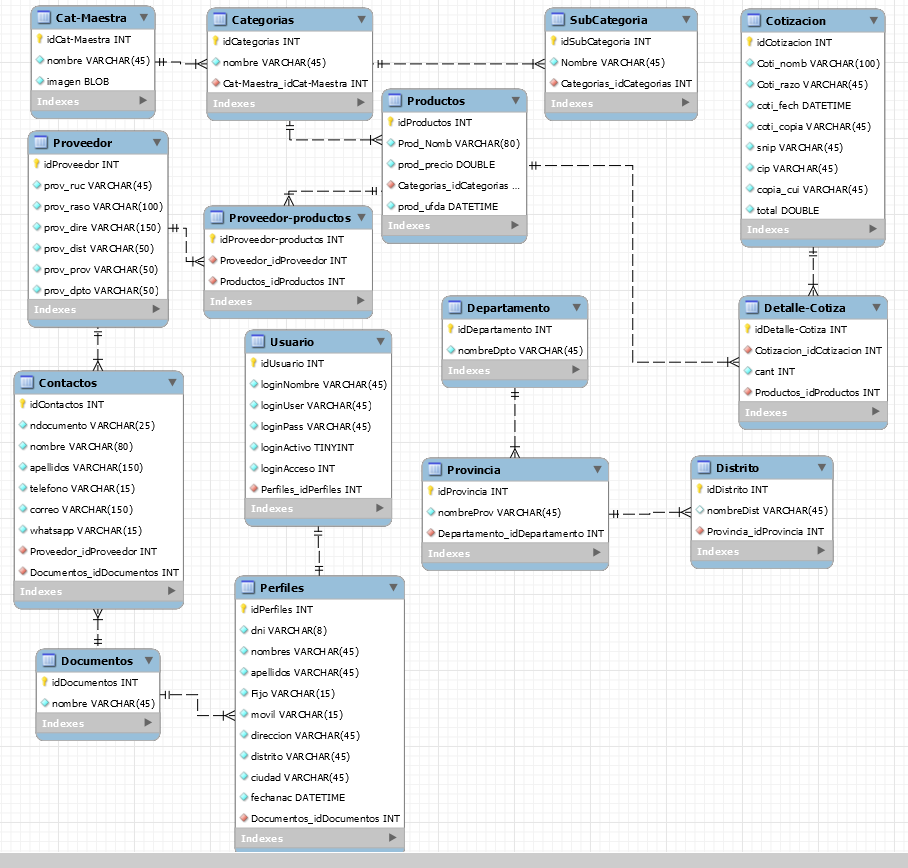 Cat-Maestra
idCat-Maestra INT
nombre VARCHAR(45)
imagen BLOB
Indexes
Categorias
idCategorias INT
nombre VARCHAR(45)
Cat-Maestra_idCat-Maestra INT
Indexes
SubCategoria
idSubCategoria INT
Nombre VARCHAR(45)
Categorias_idCategorias INT
Indexes
Cotizacion
idCotizacion INT
Coti_nomb VARCHAR(100)
Coti_razo VARCHAR(45)
coti_fech DATETIME
coti_copia VARCHAR(45)
snip VARCHAR(45)
cip VARCHAR(45)
copia_cui VARCHAR(45)
total DOUBLE
Indexes
Productos
idProductos INT
Prod_Nomb VARCHAR(80)
prod_precio DOUBLE
Categorias_idCategorias ...
prod_ufda DATETIME
Indexes
Proveedor
idProveedor INT
prov_ruc VARCHAR(45)
prov_raso VARCHAR(100)
prov_dire VARCHAR(150)
prov_dist VARCHAR(50)
prov_prov VARCHAR(50)
prov_dpto VARCHAR(50)
Indexes
Proveedor-productos
idProveedor-productos INT
Proveedor_idProveedor INT
Productos_idProductos INT
Indexes
Departamento
idDepartamento INT
nombreDpto VARCHAR(45)
Indexes
Detalle-Cotiza
idDetalle-Cotiza INT
Cotizacion_idCotizacion INT
cant INT
Productos_idProductos INT
Indexes
Usuario
idUsuario INT
loginNombre VARCHAR(45)
loginUser VARCHAR(45)
loginPass VARCHAR(45)
loginActivo TINYINT
loginAcceso INT
Perfiles_idPerfiles INT
Indexes
Contactos
idContactos INT
ndocumento VARCHAR(25)
nombre VARCHAR(80)
apellidos VARCHAR(150)
telefono VARCHAR(15)
correo VARCHAR(150)
whatsapp VARCHAR(15)
Proveedor_idProveedor INT
Documentos_idDocumentos INT
Indexes
Provincia
idProvincia INT
nombreProv VARCHAR(45)
Departamento_idDepartamento INT
Indexes
Distrito
idDistrito INT
nombreDist VARCHAR(45)
Provincia_idProvincia INT
Indexes
Perfiles
idPerfiles INT
dni VARCHAR(8)
nombres VARCHAR(45)
apellidos VARCHAR(45)
Fijo VARCHAR(15)
movil VARCHAR(15)
direccion VARCHAR(45)
distrito VARCHAR(45)
ciudad VARCHAR(45)
fechanac DATETIME
Documentos_idDocumentos INT
Indexes
Documentos
idDocumentos INT
nombre VARCHAR(45)
Indexes